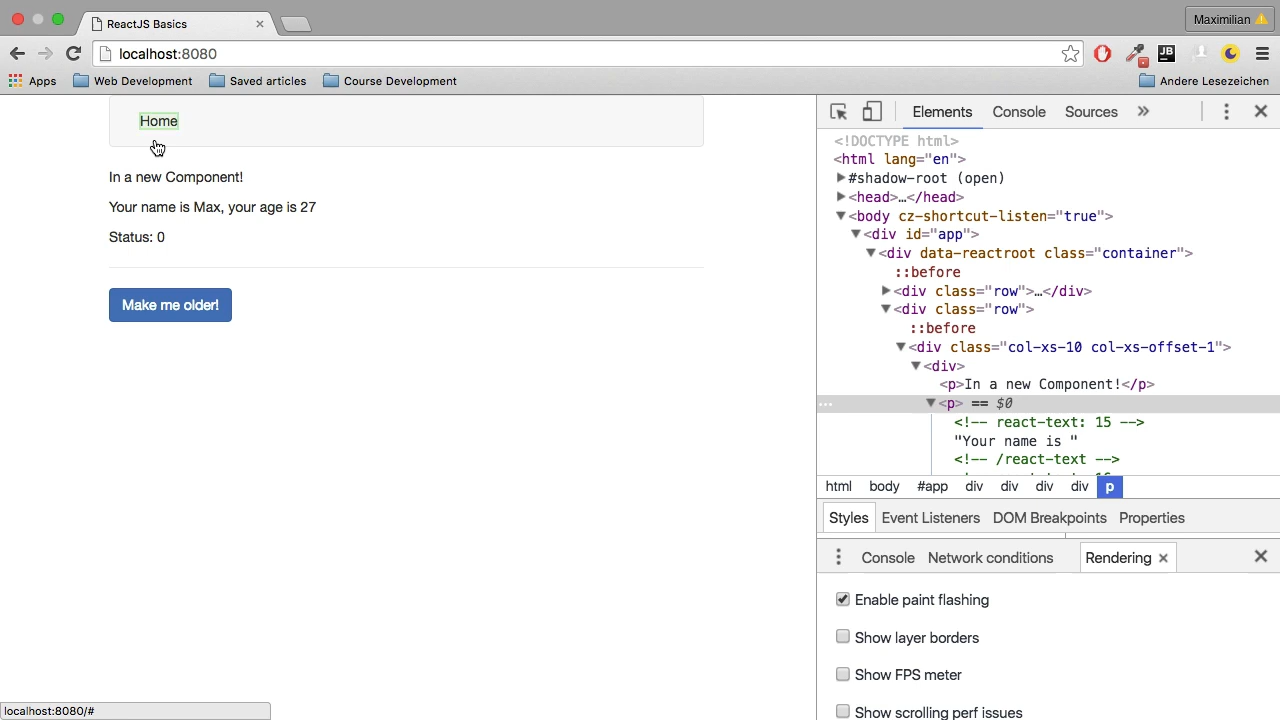 ReactJS Basics
Maximilian
localhost:8080
JB
Apps
Web Development
Saved articles
Course Development
Andere Lesezeichen
Home
In a new Component!
Your name is Max, your age is 27
Status: 0
Make me older!
localhost:8080/#
Elements Console Sources »
<!DOCTYPE html>
<html lang="en">
▶#shadow-root (open)
▶<head>…</head>
▼<body cz-shortcut-listen="true">
▼<div id="app">
▼<div data-reactroot class="container">
::before
▶<div class="row">…</div>
▼<div class="row">
::before
▼<div class="col-xs-10 col-xs-offset-1">
▼<div>
<p>In a new Component!</p>
… ▼<p> == $0
<!-- react-text: 15 -->
"Your name is "
<!-- /react-text -->
html body #app div div div div p
Styles Event Listeners DOM Breakpoints Properties
Console Network conditions Rendering ×
Enable paint flashing
Show layer borders
Show FPS meter
Show scrolling perf issues